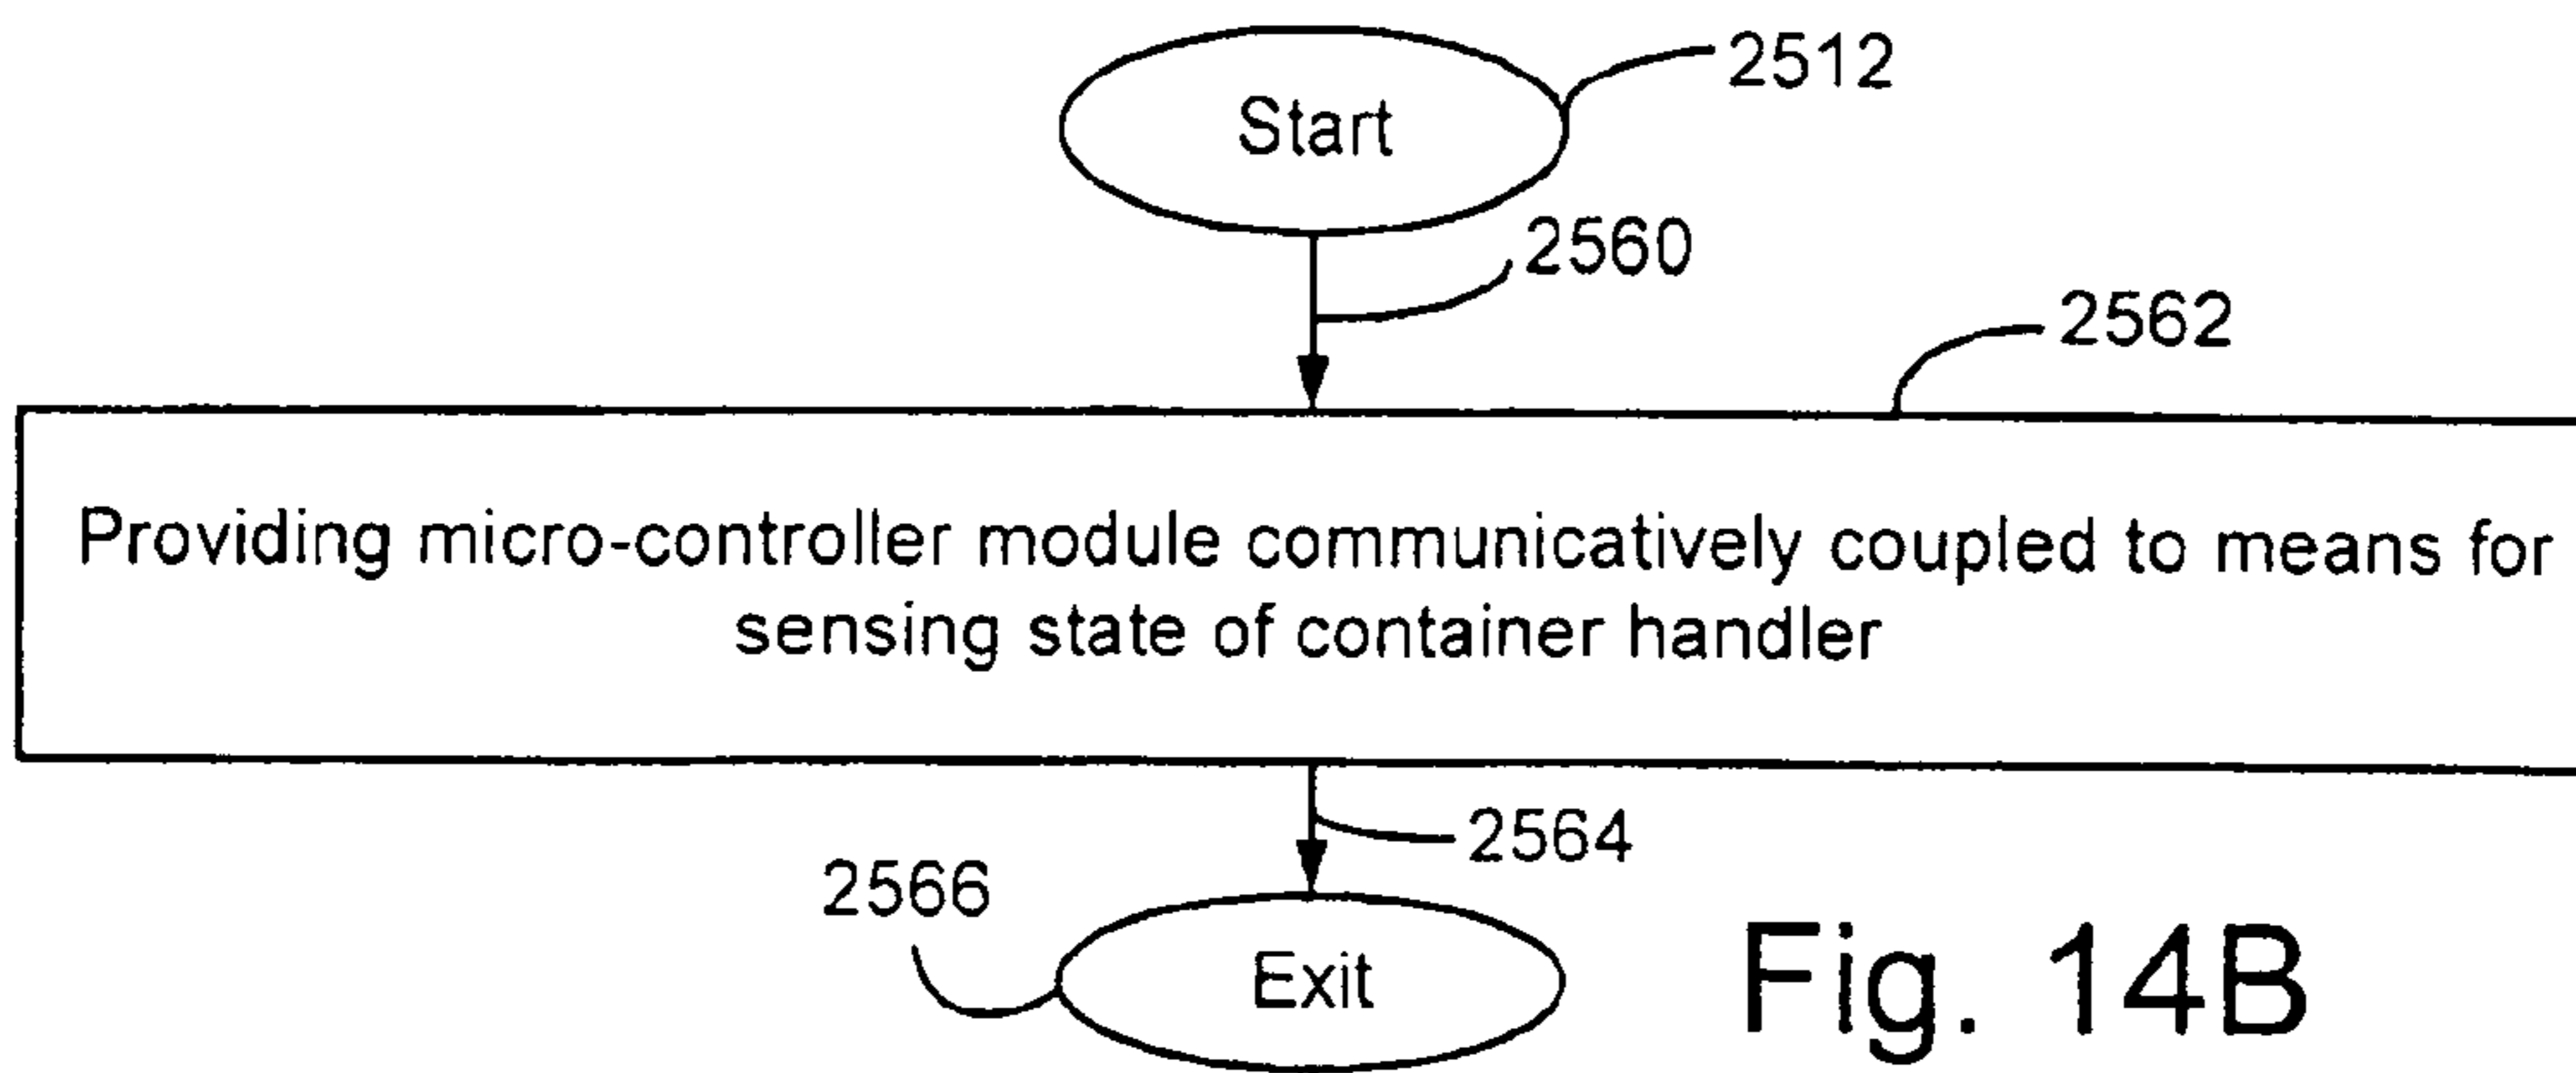 Start
2512
2560
2562
Providing micro-controller module communicatively coupled to means for
sensing state of container handler
2564
2566
Exit
Fig. 14B